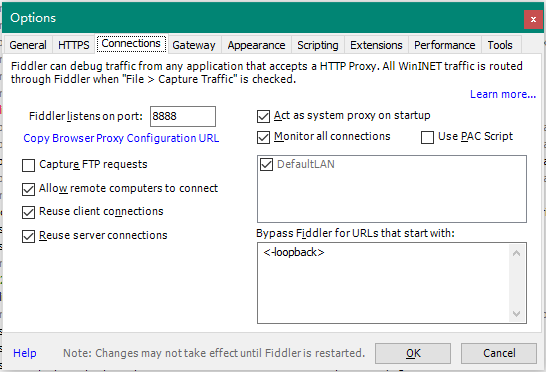 Options
General HTTPS Connections Gateway Appearance Scripting Extensions Performance Tools
Fiddler can debug traffic from any application that accepts a HTTP Proxy. All WinINET traffic is routed
through Fiddler when "File > Capture Traffic" is checked.
Learn more...
Fiddler listens on port: 8888
Copy Browser Proxy Configuration URL
Capture FTP requests
Allow remote computers to connect
Reuse client connections
Reuse server connections
Act as system proxy on startup
Monitor all connections Use PAC Script
DefaultLAN
Bypass Fiddler for URLs that start with:
<-loopback>
Help Note: Changes may not take effect until Fiddler is restarted. OK Cancel